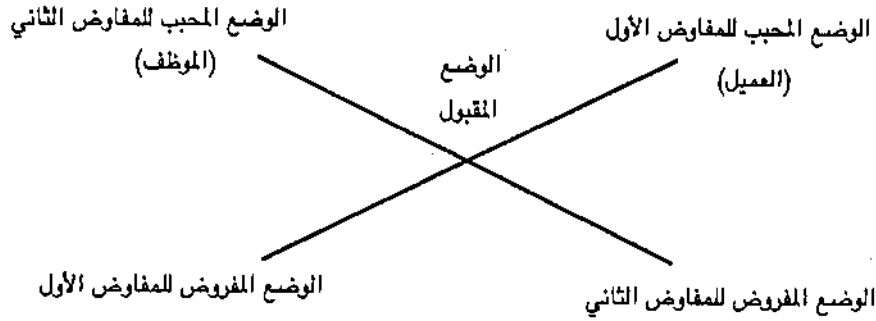 الوضع المحبب للمفاوض الأول
(العميل)
الوضع المحبب للمفاوض الثاني
(الموظف)
الوضع
المقبول
الوضع المفروض للمفاوض الأول
الوضع المفروض للمفاوض الثاني